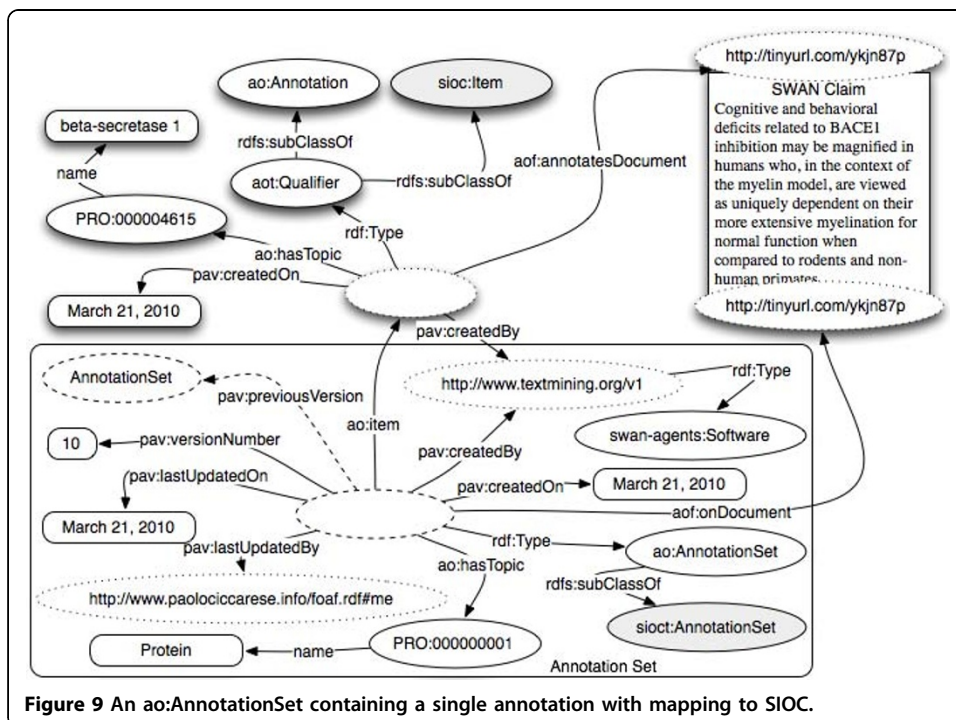 http://tinyurl.com/ykjn87p
SWAN Claim
Cognitive and behavioral
deficits related to BACE1
inhibition may be magnified in
humans who, in the context of
the myelin model, are viewed
as uniquely dependent on their
more extensive myelination for
normal function when
compared to rodents and non-
human primates.
http://tinyurl.com/ykjn87p
ao:Annotation
sioc:Item
beta-secretase 1
rdfs:subClassOf
aof:annotatesDocument
name
aot:Qualifier
rdfs:subClassOf
PRO:000004615
rdf:Type
ao:hasTopic
pav:createdOn
March 21, 2010
pav:createdBy
AnnotationSet
pav:previousVersion
http://www.textmining.org/v1
rdf:Type
ao:item
10
pav:versionNumber
swan-agents:Software
pav:createdBy
pav:lastUpdatedOn
pav:createdOn
March 21, 2010
March 21, 2010
aof:onDocument
pav:lastUpdatedBy
rdf:Type
ao:AnnotationSet
ao:hasTopic
rdfs:subClassOf
http://www.paolociccarese.info/foaf.rdf#me
sioct:AnnotationSet
Protein
name
PRO:000000001
Annotation Set
Figure 9 An ao:AnnotationSet containing a single annotation with mapping to SIOC.